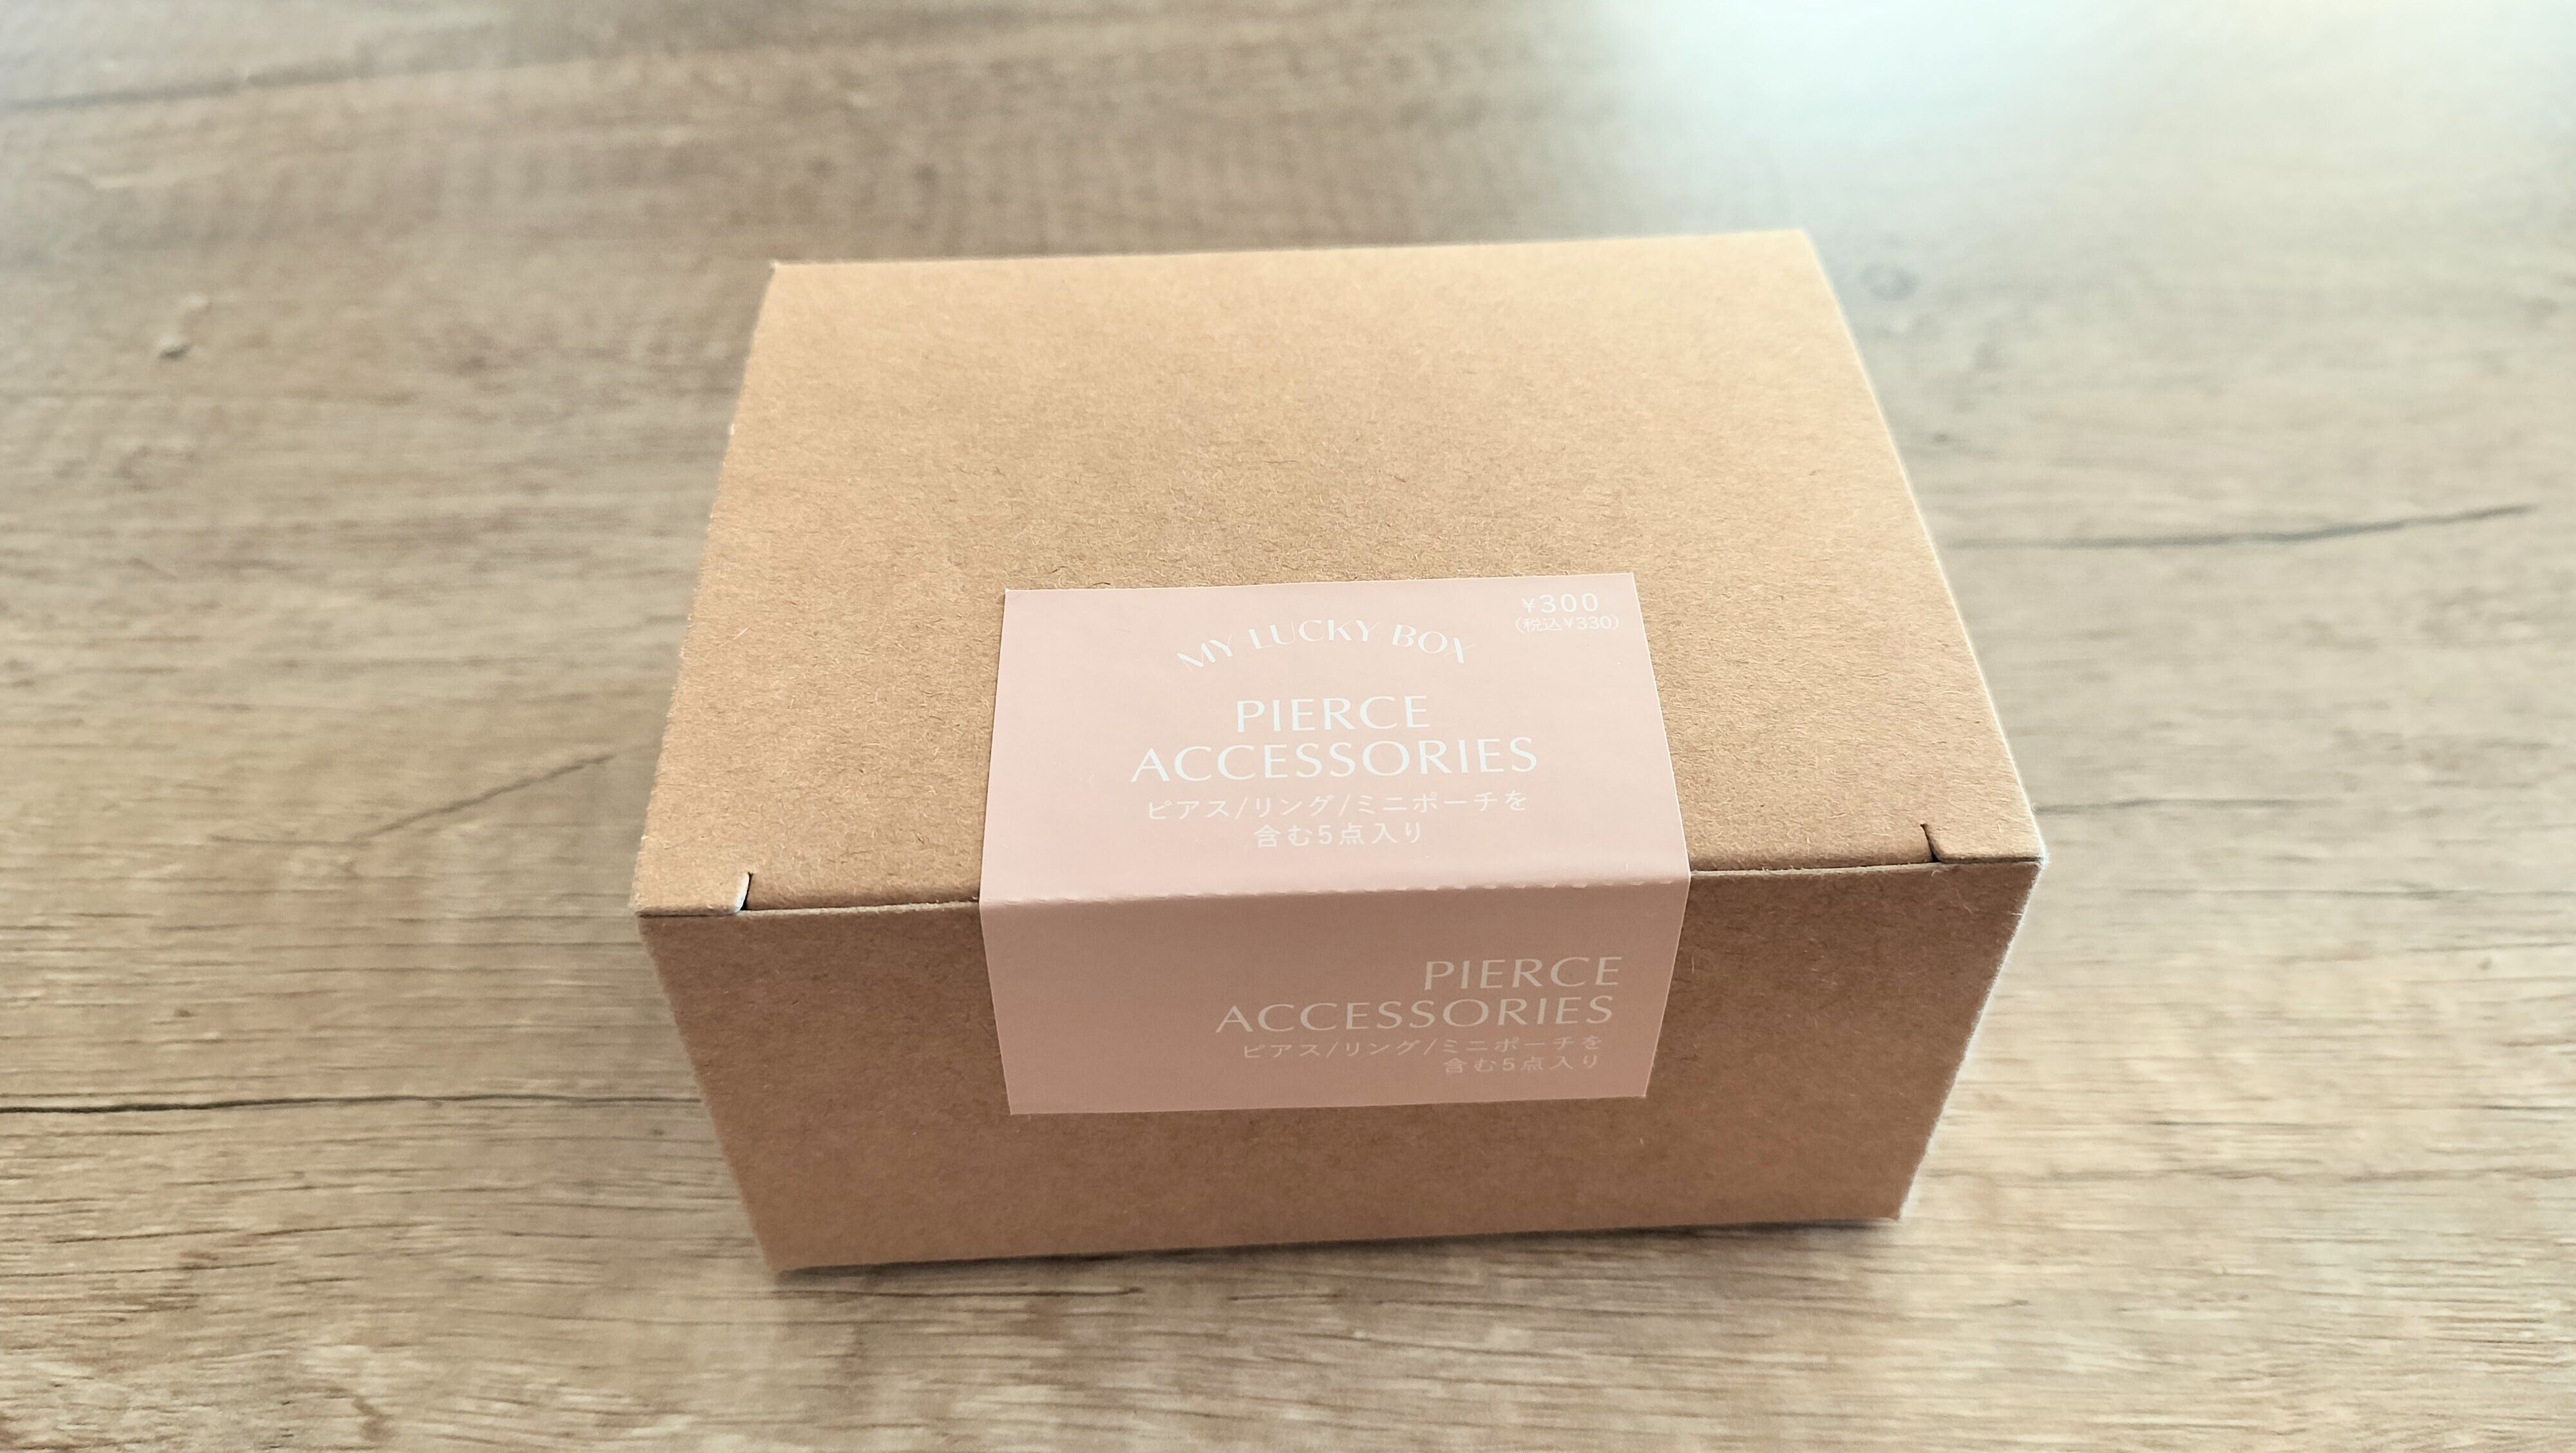 ¥300
(税込¥330)
MY LUCKY BOX
PIERCE
ACCESSORIES
ピアス/リング/ミニポーチを
含む5点入り
PIERCE
ACCESSORIES
ピアス/リング/ミニポーチを
含む5点入り